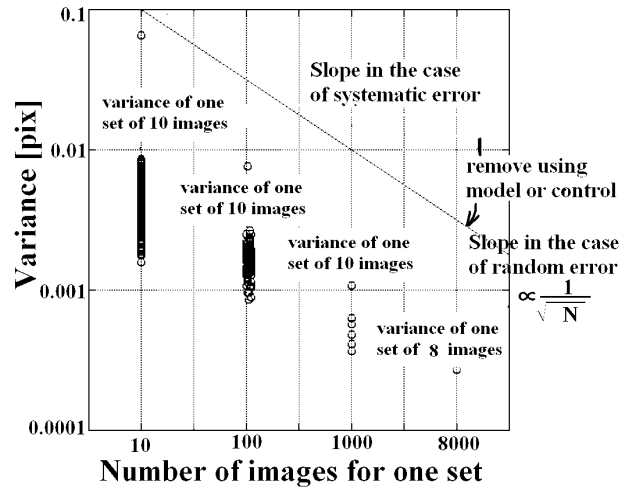 0.1
Slope in the case
of systematic error
variance of one
set of 10 images
Variance [pix]
0.01
remove using
model or control
variance of one
set of 10 images
Slope in the case
of random error
∝ 1
√N
variance of one
set of 10 images
0.001
variance of one
set of 8 images
0.0001
10
100
1000
8000
Number of images for one set